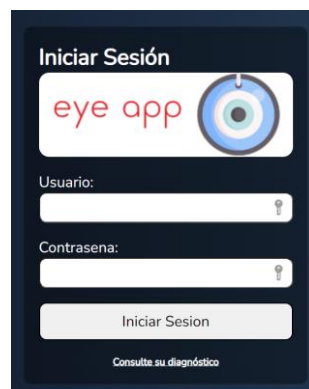 Iniciar Sesión
eye app
Usuario:
Contrasena:
Iniciar Sesion
Consulte su diagnóstico